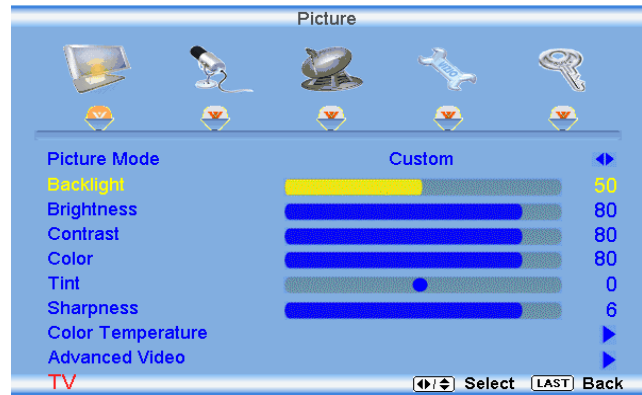 Picture
Picture Mode Custom
Backlight 50
Brightness 80
Contrast 80
Color 80
Tint 0
Sharpness 6
Color Temperature
Advanced Video
TV Select LAST Back